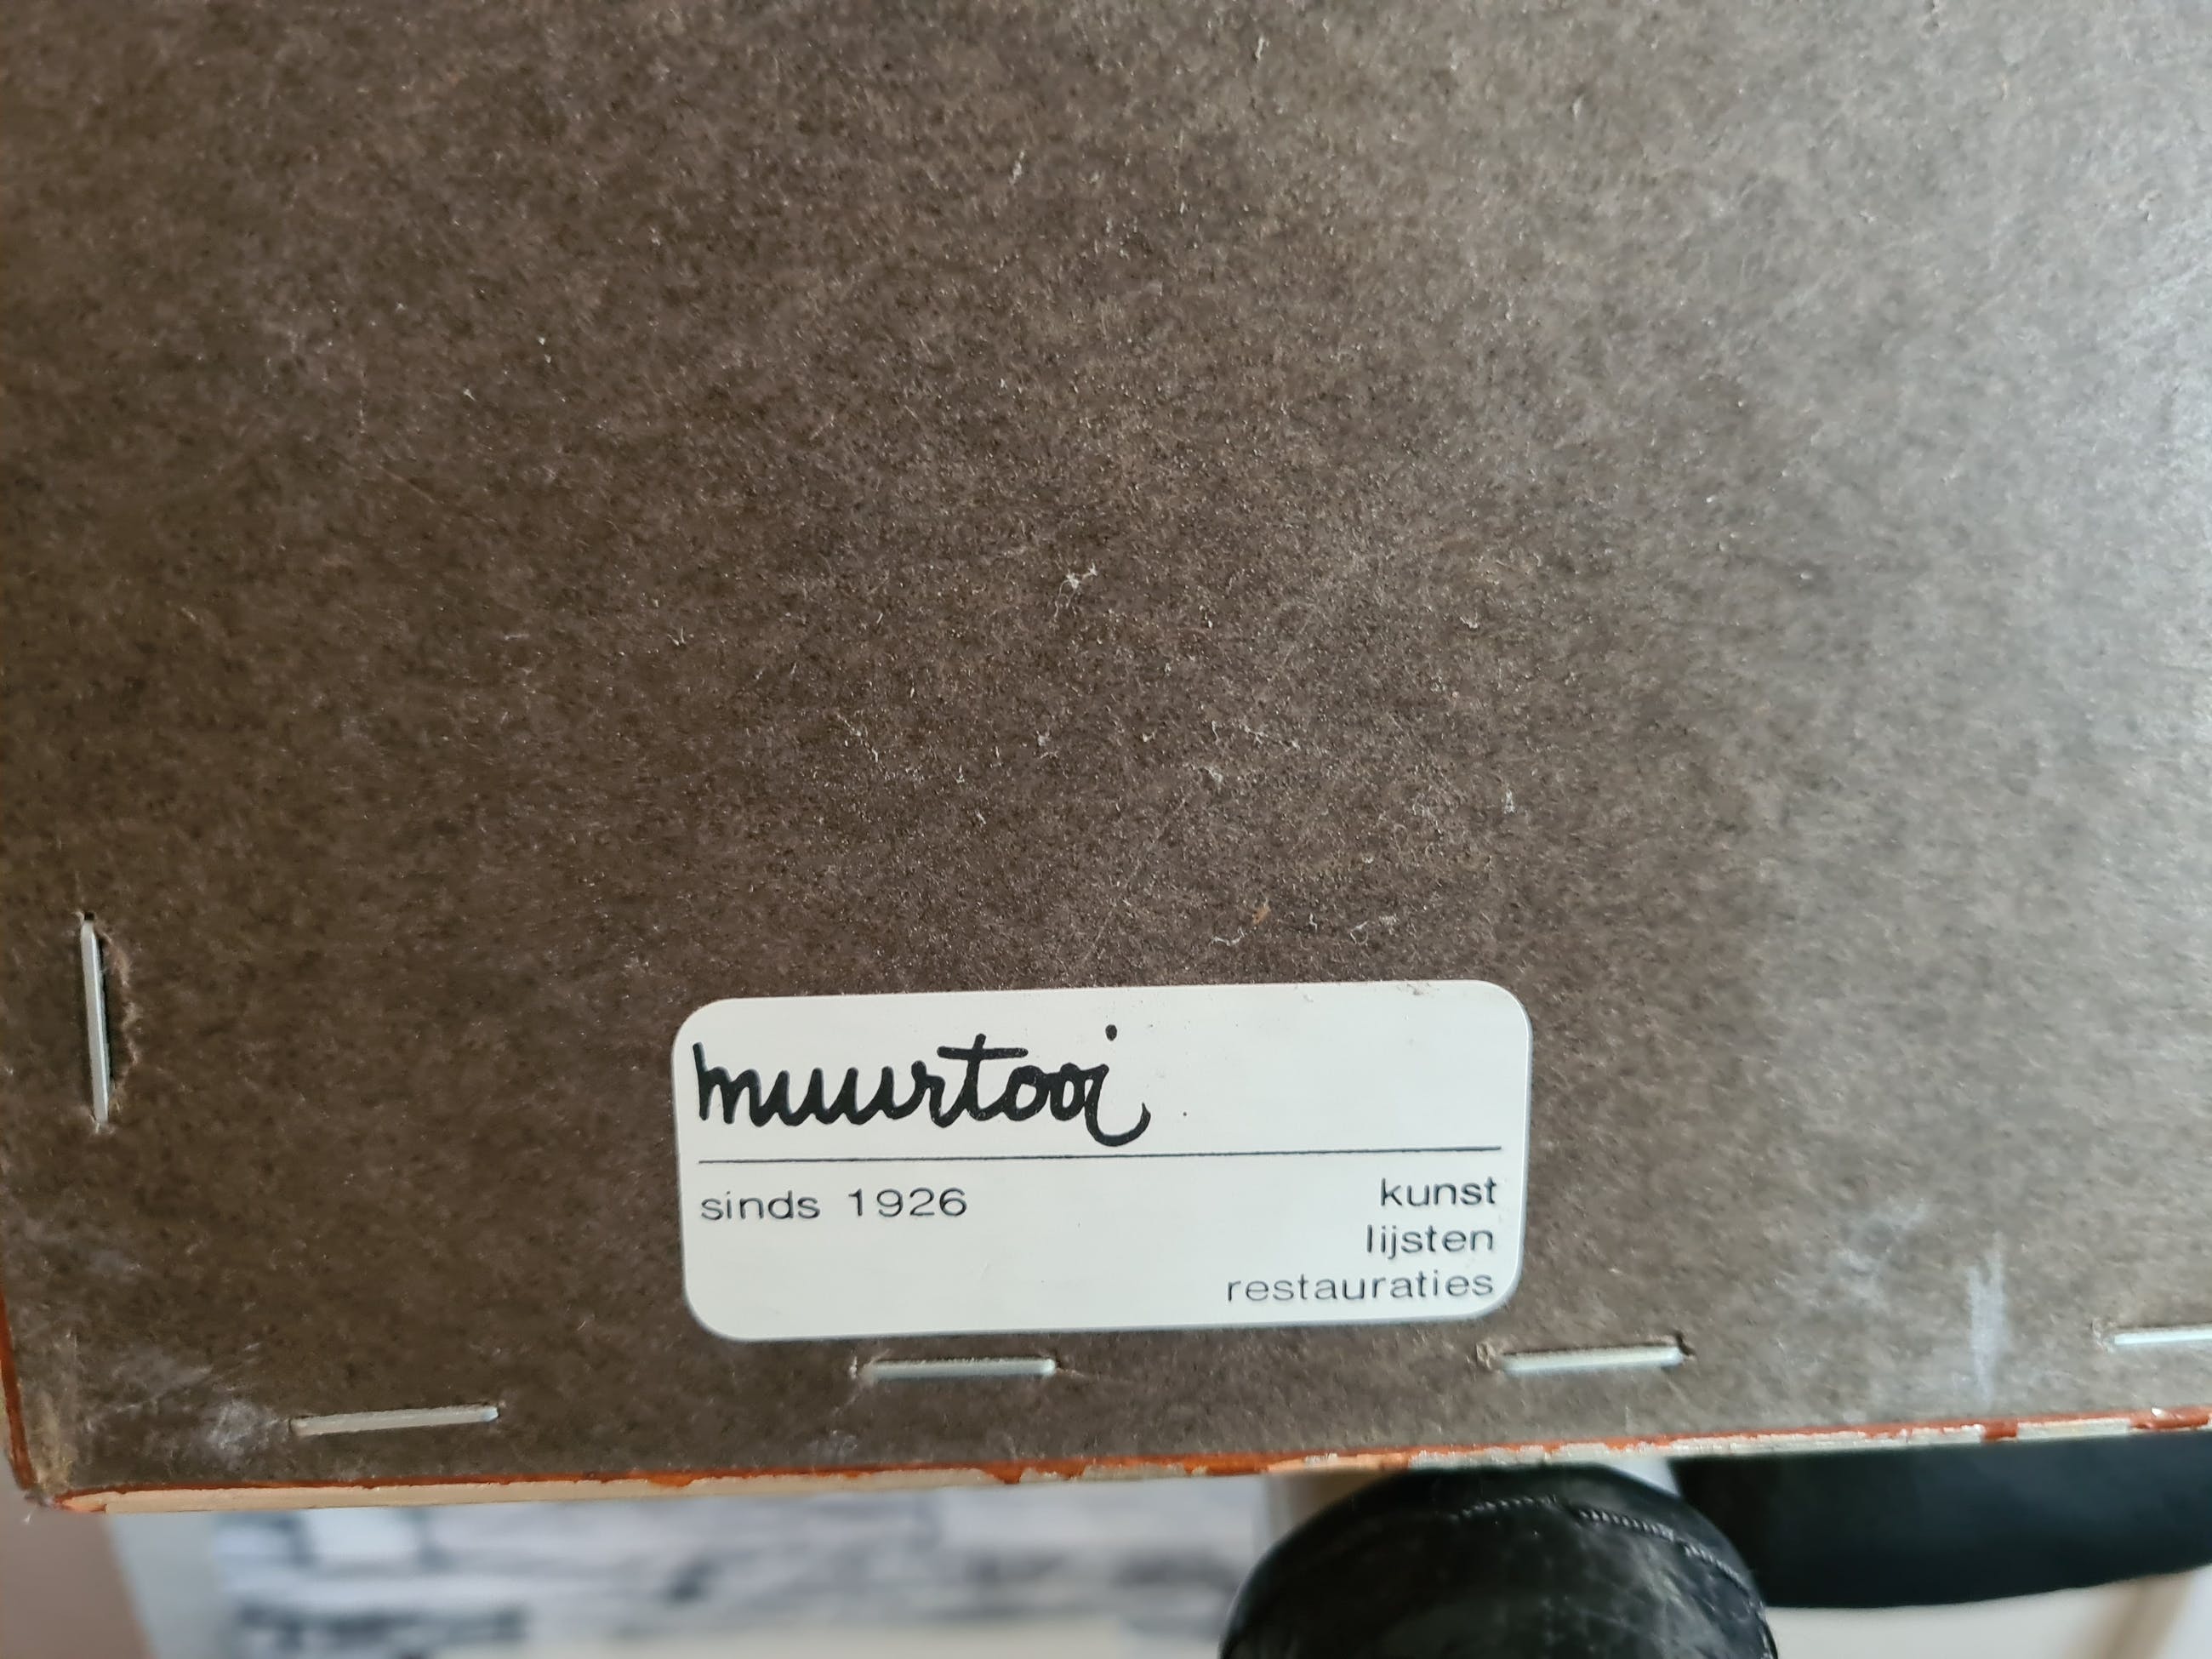 muurtooi
sinds 1926
kunst
lijsten
restauraties